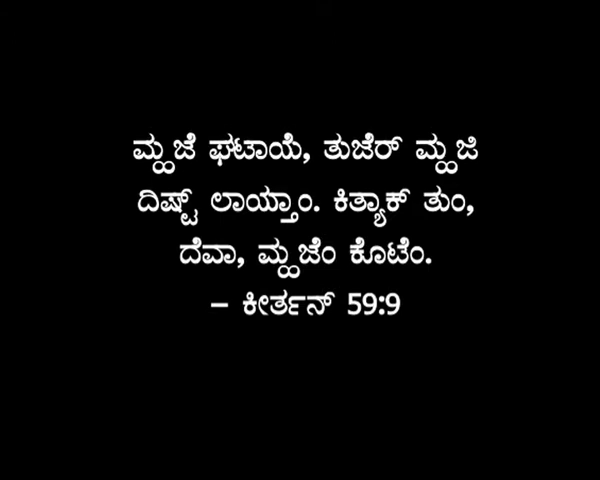 ಮ್ಹಜೆ ಘಟಾಯೆ, ತುಜೆರ್ ಮ್ಹಜಿ
ದಿಷ್ಟ್ ಲಾಯ್ತಾಂ. ಕಿತ್ಯಾಕ್ ತುಂ,
ದೆವಾ, ಮ್ಹಜೆಂ ಕೊಟೆಂ.
– ಕೀರ್ತನ್ 59:9